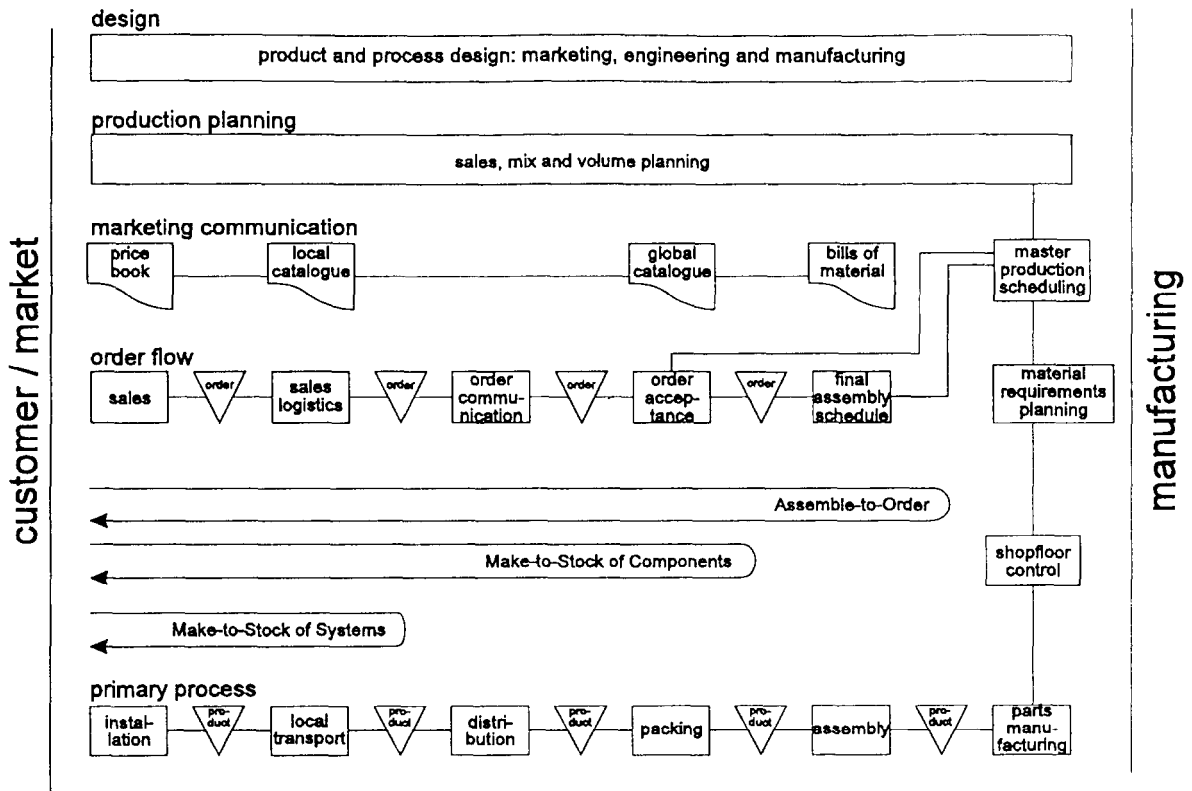 design
product and process design: marketing, engineering and manufacturing
production planning
sales, mix and volume planning
marketing communication
price
book
local
catalogue
global
catalogue
bills of
material
master
production
scheduling
order flow
sales
order
sales
logistics
order
order
commu-
nication
order
order
accep-
tance
order
final
assembly
schedule
material
requirements
planning
customer / market
manufacturing
Assemble-to-Order
Make-to-Stock of Components
shopfloor
control
Make-to-Stock of Systems
primary process
instal-
lation
pro-
duct
local
transport
pro-
duct
distri-
bution
pro-
duct
packing
pro-
duct
assembly
pro-
duct
parts
manu-
facturing